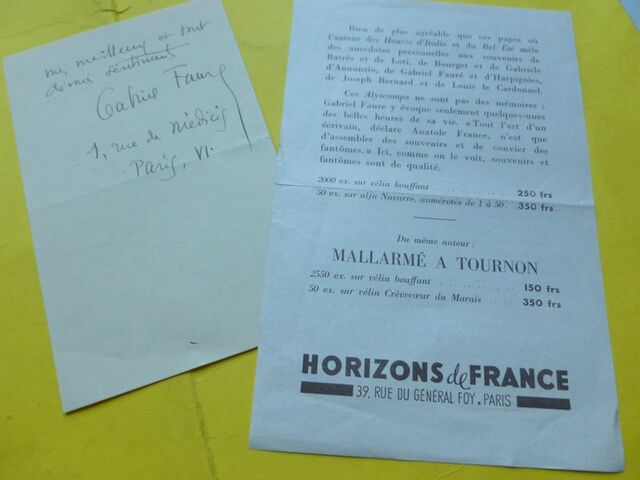 mes meilleurs et tout
dévoué sentiments
Gabriel Faure
1, rue de Médicis
Paris, VI.
Rien de plus agréable que ces pages où
l'auteur des Heures d'Italie et du Bel Été mêle
des anecdotes personnelles aux souvenirs de
Barrès et de Loti, de Bourget et de Gabriele
d'Annunzio, de Gabriel Fauré et d'Harpignies,
de Joseph Bernard et de Louis le Cardonnel.
Ces Alyscamps ne sont pas des mémoires :
Gabriel Faure y évoque seulement quelques-unes
des belles heures de sa vie. « Tout l'art d'un
écrivain, déclare Anatole France, n'est que
d'assembler des souvenirs et de convier des
fantômes.» Ici, comme on le voit, souvenirs et
fantômes sont de qualité.
2000 ex. sur vélin bouffant .............. 250 frs
50 ex. sur alfa Navarre, numérotés de 1 à 50 . 350 frs
Du même auteur :
MALLARMÉ A TOURNON
2550 ex. sur vélin bouffant .............. 150 frs
50 ex. sur vélin Crèvecœur du Marais ..... 350 frs
HORIZONS de FRANCE
39, RUE DU GÉNÉRAL FOY . PARIS